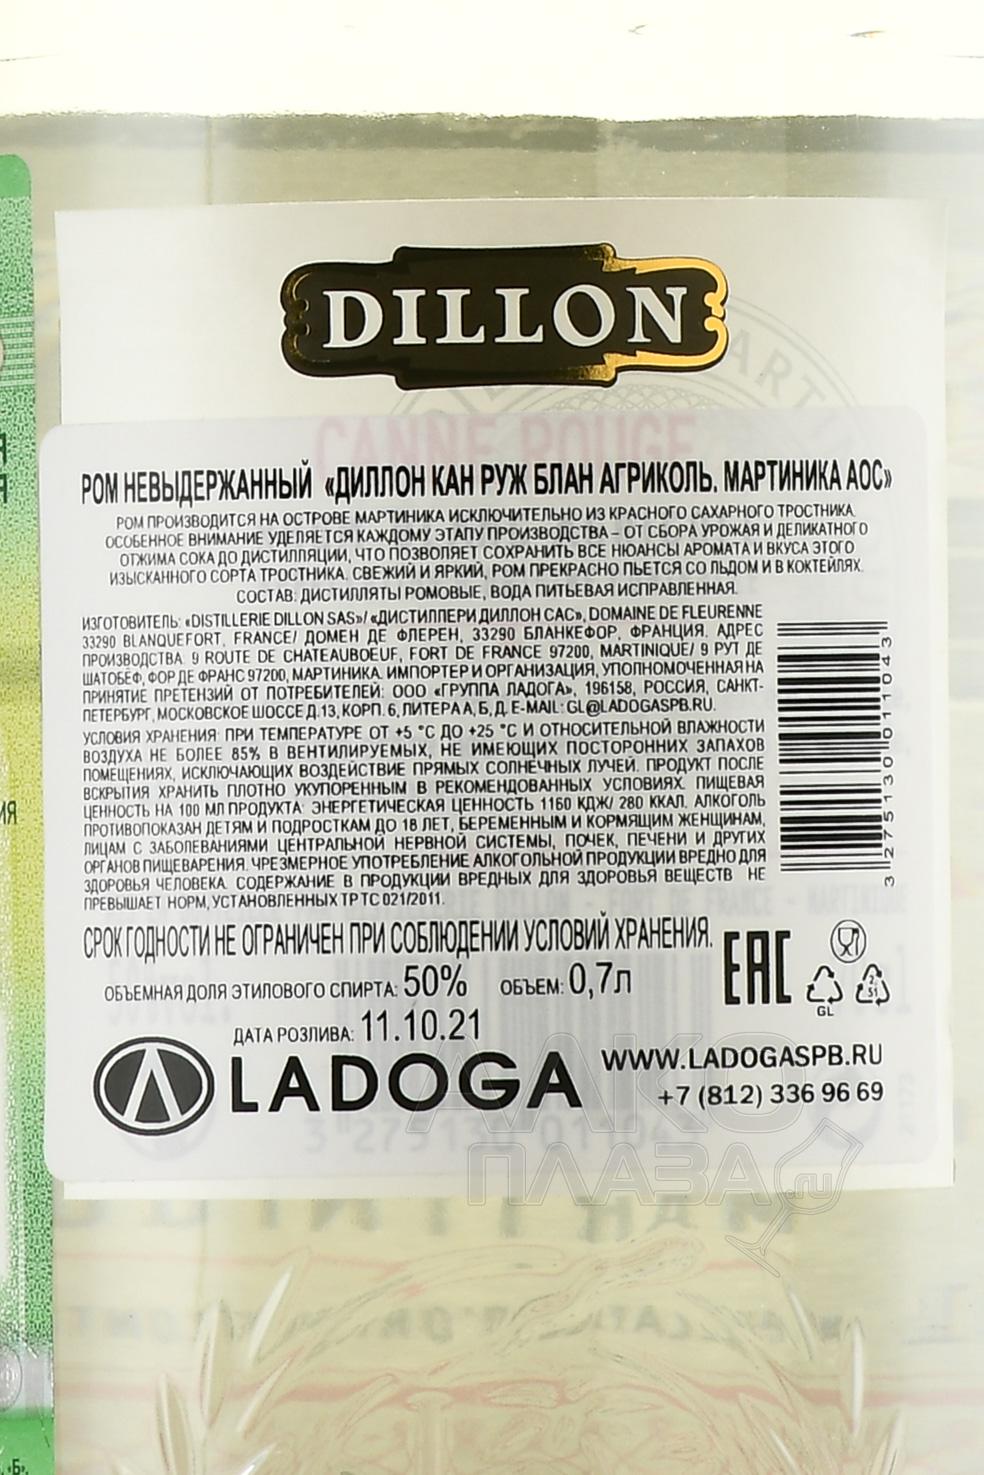 DILLON
CANNE ROUGE
РОМ НЕВЫДЕРЖАННЫЙ «ДИЛЛОН КАН РУЖ БЛАН АГРИКОЛЬ. МАРТИНИКА АОС»
РОМ ПРОИЗВОДИТСЯ НА ОСТРОВЕ МАРТИНИКА ИСКЛЮЧИТЕЛЬНО ИЗ КРАСНОГО САХАРНОГО ТРОСТНИКА.
ОСОБЕННОЕ ВНИМАНИЕ УДЕЛЯЕТСЯ КАЖДОМУ ЭТАПУ ПРОИЗВОДСТВА – ОТ СБОРА УРОЖАЯ И ДЕЛИКАТНОГО
ОТЖИМА СОКА ДО ДИСТИЛЛЯЦИИ, ЧТО ПОЗВОЛЯЕТ СОХРАНИТЬ ВСЕ НЮАНСЫ АРОМАТА И ВКУСА ЭТОГО
ИЗЫСКАННОГО СОРТА ТРОСТНИКА. СВЕЖИЙ И ЯРКИЙ, РОМ ПРЕКРАСНО ПЬЕТСЯ СО ЛЬДОМ И В КОКТЕЙЛЯХ.
СОСТАВ: ДИСТИЛЛЯТЫ РОМОВЫЕ, ВОДА ПИТЬЕВАЯ ИСПРАВЛЕННАЯ.
ИЗГОТОВИТЕЛЬ: «DISTILLERIE DILLON SAS»/ «ДИСТИЛЛЕРИ ДИЛЛОН САС», DOMAINE DE FLEURENNE
33290 BLANQUEFORT, FRANCE/ ДОМЕН ДЕ ФЛЕРЕН, 33290 БЛАНКЕФОР, ФРАНЦИЯ. АДРЕС
ПРОИЗВОДСТВА: 9 ROUTE DE CHATEAUBOEUF, FORT DE FRANCE 97200, MARTINIQUE/ 9 РУТ ДЕ
ШАТОБЁФ, ФОР ДЕ ФРАНС 97200, МАРТИНИКА. ИМПОРТЕР И ОРГАНИЗАЦИЯ, УПОЛНОМОЧЕННАЯ НА
ПРИНЯТИЕ ПРЕТЕНЗИЙ ОТ ПОТРЕБИТЕЛЕЙ: ООО «ГРУППА ЛАДОГА», 196158, РОССИЯ, САНКТ-
ПЕТЕРБУРГ, МОСКОВСКОЕ ШОССЕ Д.13, КОРП. 6, ЛИТЕРА А, Б, Д. E-MAIL: GL@LADOGASPB.RU.
УСЛОВИЯ ХРАНЕНИЯ: ПРИ ТЕМПЕРАТУРЕ ОТ +5 °С ДО +25 °С И ОТНОСИТЕЛЬНОЙ ВЛАЖНОСТИ
ВОЗДУХА НЕ БОЛЕЕ 85% В ВЕНТИЛИРУЕМЫХ, НЕ ИМЕЮЩИХ ПОСТОРОННИХ ЗАПАХОВ
ПОМЕЩЕНИЯХ, ИСКЛЮЧАЮЩИХ ВОЗДЕЙСТВИЕ ПРЯМЫХ СОЛНЕЧНЫХ ЛУЧЕЙ. ПРОДУКТ ПОСЛЕ
ВСКРЫТИЯ ХРАНИТЬ ПЛОТНО УКУПОРЕННЫМ В РЕКОМЕНДОВАННЫХ УСЛОВИЯХ. ПИЩЕВАЯ
ЦЕННОСТЬ НА 100 МЛ ПРОДУКТА: ЭНЕРГЕТИЧЕСКАЯ ЦЕННОСТЬ 1160 КДЖ/ 280 ККАЛ. АЛКОГОЛЬ
ПРОТИВОПОКАЗАН ДЕТЯМ И ПОДРОСТКАМ ДО 18 ЛЕТ, БЕРЕМЕННЫМ И КОРМЯЩИМ ЖЕНЩИНАМ,
ЛИЦАМ С ЗАБОЛЕВАНИЯМИ ЦЕНТРАЛЬНОЙ НЕРВНОЙ СИСТЕМЫ, ПОЧЕК, ПЕЧЕНИ И ДРУГИХ
ОРГАНОВ ПИЩЕВАРЕНИЯ. ЧРЕЗМЕРНОЕ УПОТРЕБЛЕНИЕ АЛКОГОЛЬНОЙ ПРОДУКЦИИ ВРЕДНО ДЛЯ
ЗДОРОВЬЯ ЧЕЛОВЕКА. СОДЕРЖАНИЕ В ПРОДУКЦИИ ВРЕДНЫХ ДЛЯ ЗДОРОВЬЯ ВЕЩЕСТВ НЕ
ПРЕВЫШАЕТ НОРМ, УСТАНОВЛЕННЫХ ТР ТС 021/2011.
3 275130 011043
СРОК ГОДНОСТИ НЕ ОГРАНИЧЕН ПРИ СОБЛЮДЕНИИ УСЛОВИЙ ХРАНЕНИЯ.
EAC
ОБЪЕМНАЯ ДОЛЯ ЭТИЛОВОГО СПИРТА: 50% ОБЪЕМ: 0,7л
GL
ДАТА РОЗЛИВА: 11.10.21
LADOGA
WWW.LADOGASPB.RU
+7 (812) 336 96 69
АЛКО
ПЛАЗА.ru